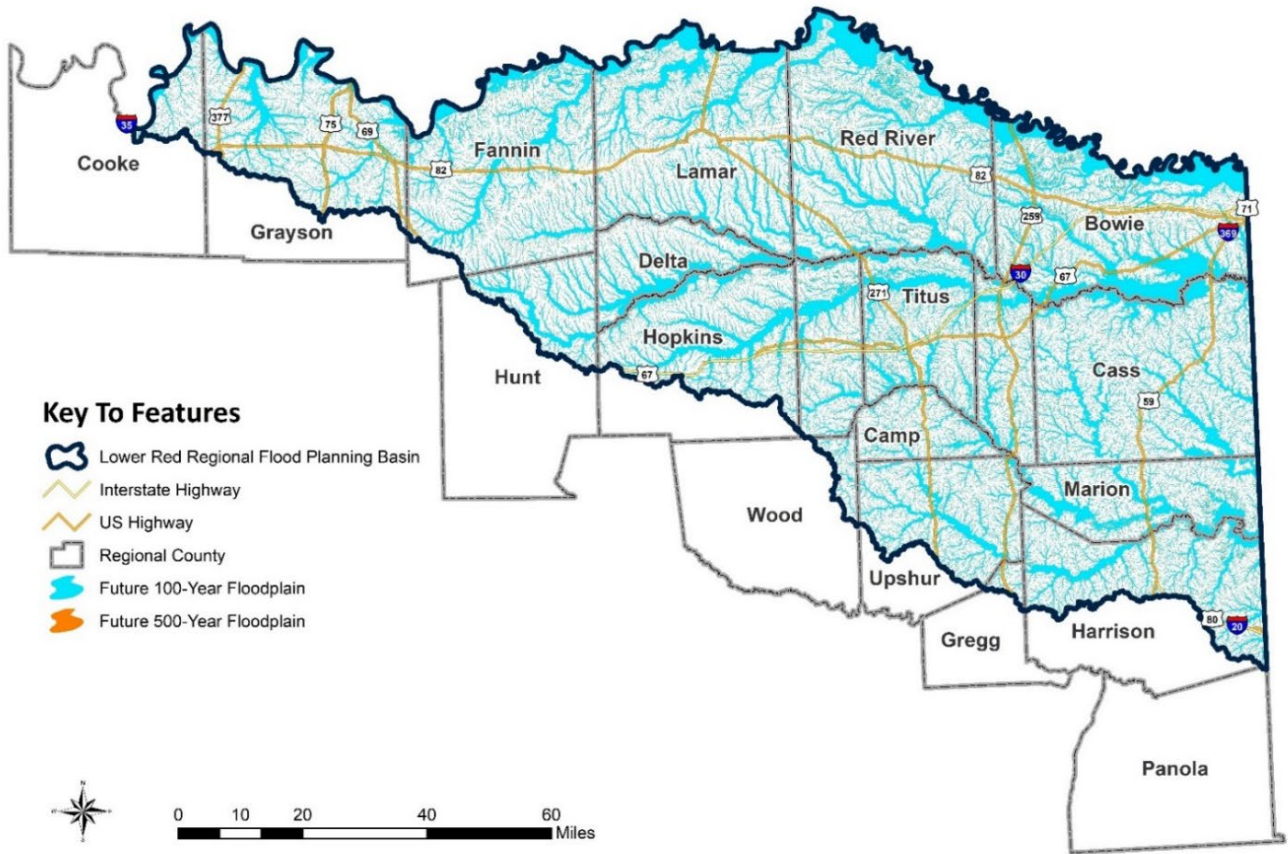 35
377
75
69
Cooke
Grayson
82
Fannin
Lamar
Red River
82
259
Bowie
71
369
Delta
30
67
271
Titus
Hopkins
67
Hunt
Cass
59
Camp
Marion
Wood
Upshur
Gregg
Harrison
80
20
Panola
Key To Features
Lower Red Regional Flood Planning Basin
Interstate Highway
US Highway
Regional County
Future 100-Year Floodplain
Future 500-Year Floodplain
0 10 20 40 60
Miles